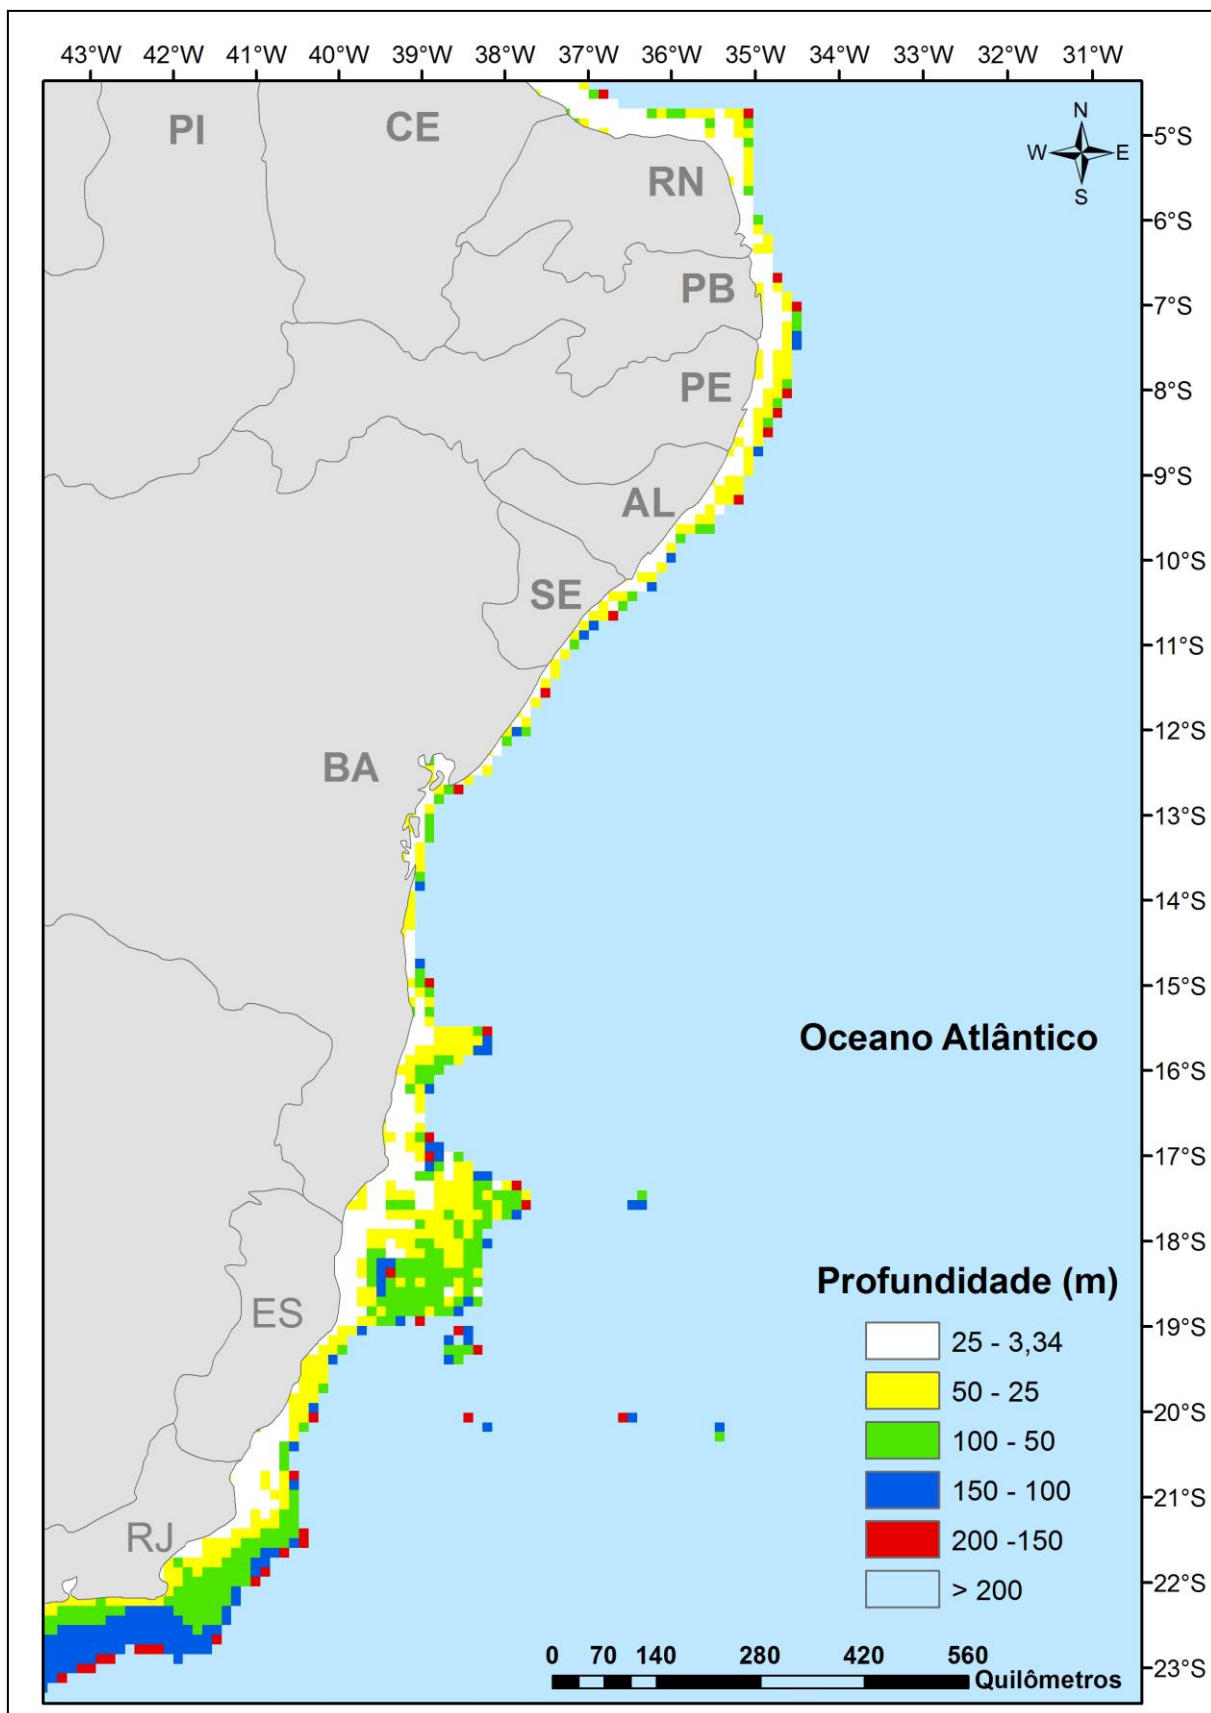 43°W 42°W 41°W 40°W 39°W 38°W 37°W 36°W 35°W 34°W 33°W 32°W 31°W
N
W E
S
PI
CE
RN
PB
PE
AL
SE
BA
ES
RJ
5°S
6°S
7°S
8°S
9°S
10°S
11°S
12°S
13°S
14°S
15°S
16°S
17°S
18°S
19°S
20°S
21°S
22°S
23°S
Oceano Atlântico
Profundidade (m)
25 - 3,34
50 - 25
100 - 50
150 - 100
200 -150
> 200
0 70 140 280 420 560
Quilômetros